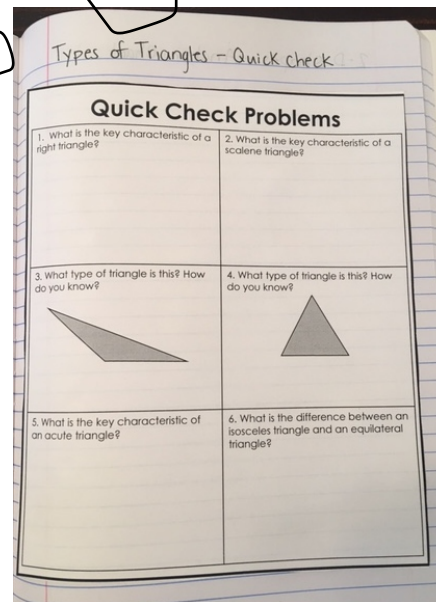 Types of Triangles - Quick check
Quick Check Problems
1. What is the key characteristic of a
right triangle?
2. What is the key characteristic of a
scalene triangle?
3. What type of triangle is this? How
do you know?
4. What type of triangle is this? How
do you know?
5. What is the key characteristic of
an acute triangle?
6. What is the difference between an
isosceles triangle and an equilateral
triangle?